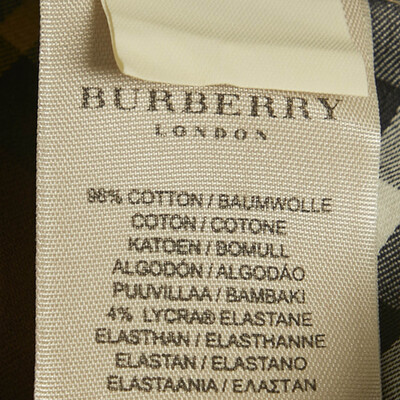 BURBERRY
LONDON
96% COTTON / BAUMWOLLE
COTON / COTONE
KATOEN / BOMULL
ALGODÓN / ALGODÃO
PUUVILLAA / BAMBAKI
4% LYCRA® ELASTANE
ELASTHAN / ELASTHANNE
ELASTAN / ELASTANO
ELASTAANIA / ΕΛΑΣΤΑΝ